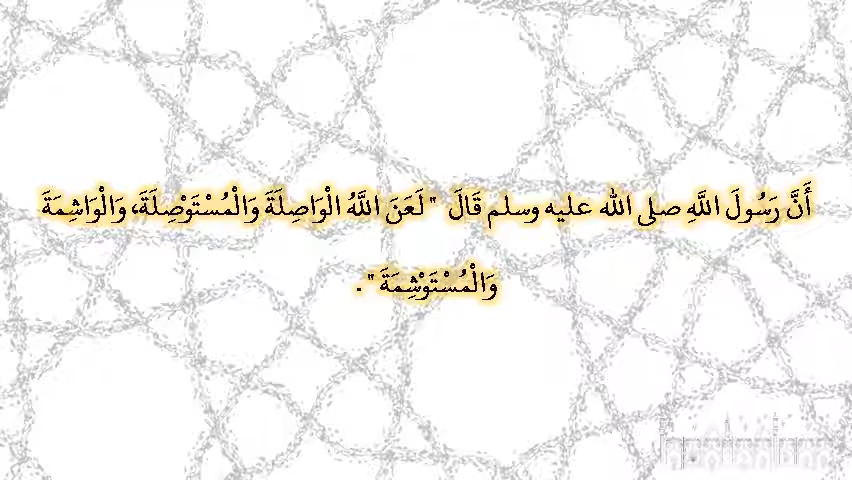 أَنَّ رَسُولَ اللَّهِ صلى الله عليه وسلم قَالَ ‏ "‏ لَعَنَ اللَّهُ الْوَاصِلَةَ وَالْمُسْتَوْصِلَةَ، وَالْوَاشِمَةَ
وَالْمُسْتَوْشِمَةَ ‏"‏ ‏.‏